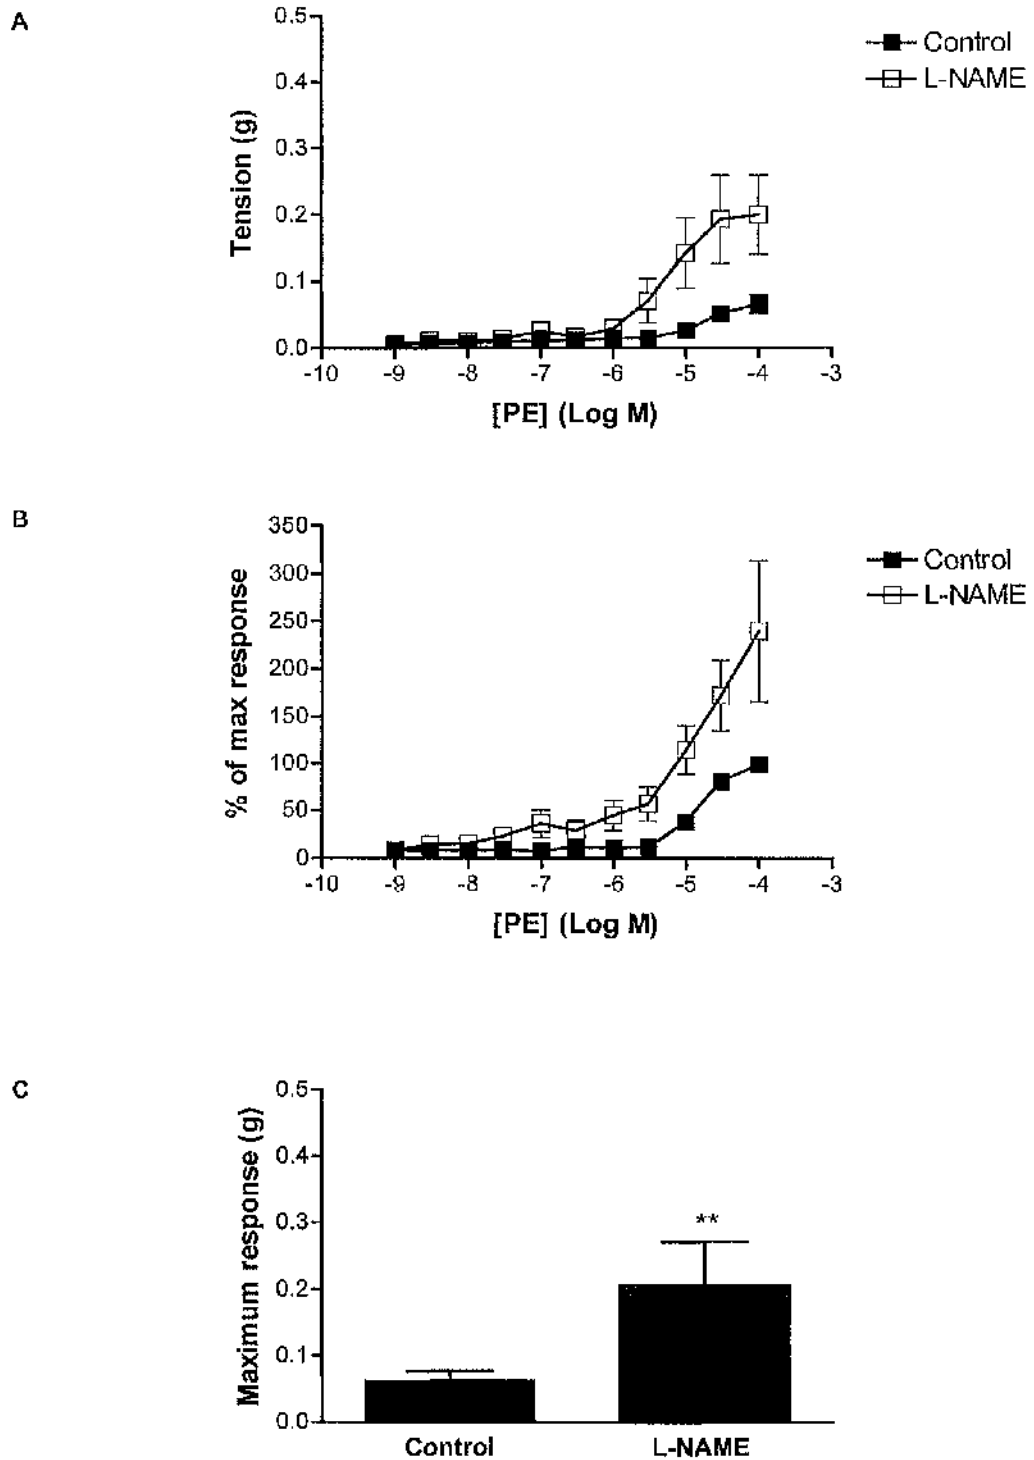 A
0.5
0.4
0.3
0.2
0.1
0.0
Tension (g)
-10 -9 -8 -7 -6 -5 -4 -3
[PE] (Log M)
Control
L-NAME
B
350
300
250
200
150
100
50
0
% of max response
-10 -9 -8 -7 -6 -5 -4 -3
[PE] (Log M)
Control
L-NAME
C
0.5
0.4
0.3
0.2
0.1
0.0
Maximum response (g)
**
Control L-NAME